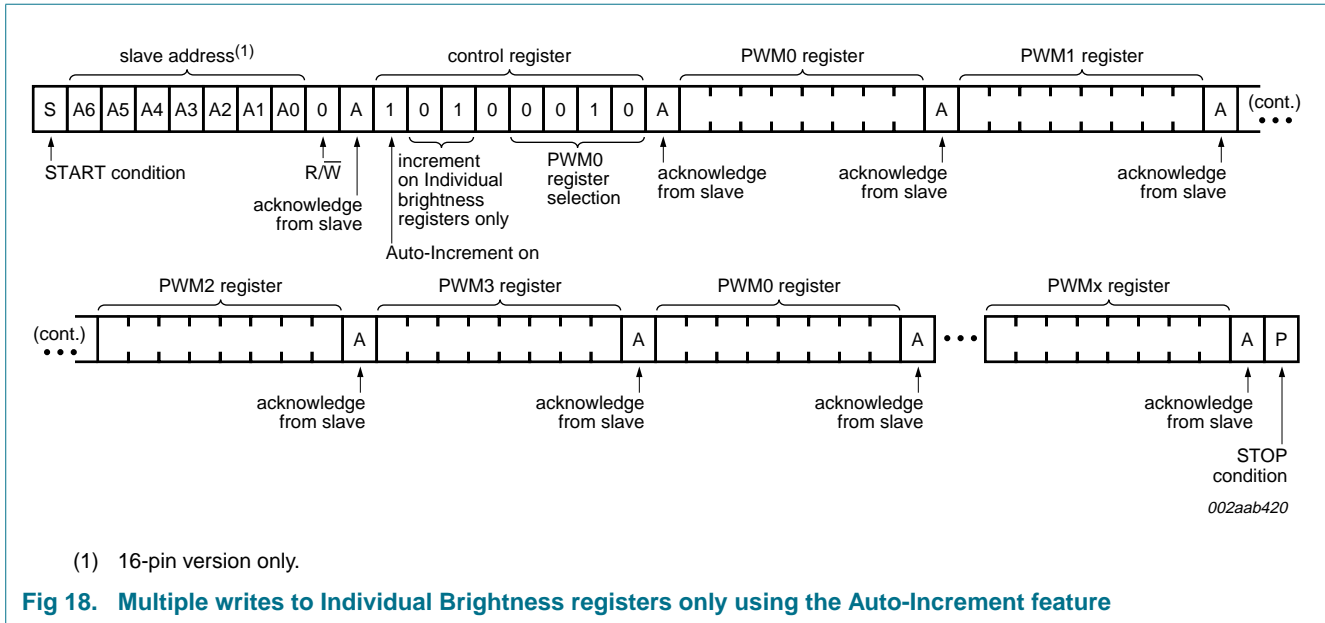 slave address(1) control register PWM0 register PWM1 register
S A6 A5 A4 A3 A2 A1 A0 0 A 1 0 1 0 0 0 1 0 A A A (cont.)
START condition
R/W
acknowledge
from slave
Auto-Increment on
increment
on Individual
brightness
registers only
PWM0
register
selection
acknowledge
from slave
acknowledge
from slave
acknowledge
from slave
PWM2 register PWM3 register PWM0 register PWMx register
(cont.) A A A A P
acknowledge
from slave
acknowledge
from slave
acknowledge
from slave
acknowledge
from slave
STOP
condition
002aab420
(1) 16-pin version only.
Fig 18. Multiple writes to Individual Brightness registers only using the Auto-Increment feature